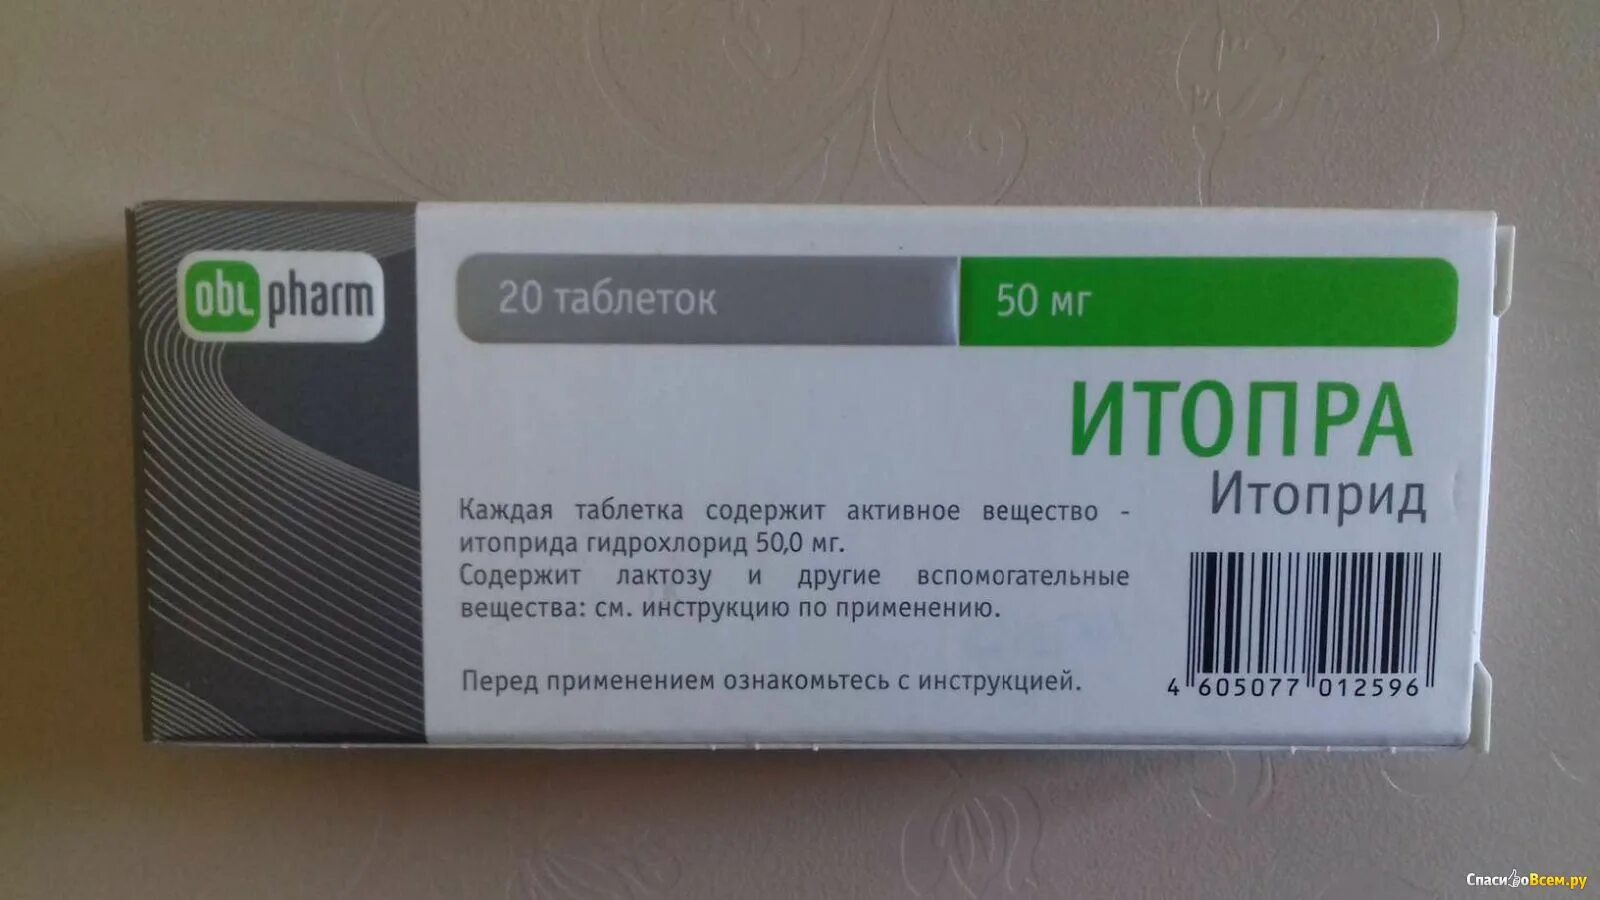 obl pharm
20 таблеток
50 мг
ИТОПРА
Итоприд
Каждая таблетка содержит активное вещество -
итоприда гидрохлорид 50,0 мг.
Содержит лактозу и другие вспомогательные
вещества: см. инструкцию по применению.
Перед применением ознакомьтесь с инструкцией.
4 605077 012596
СпасибоВсем.ру